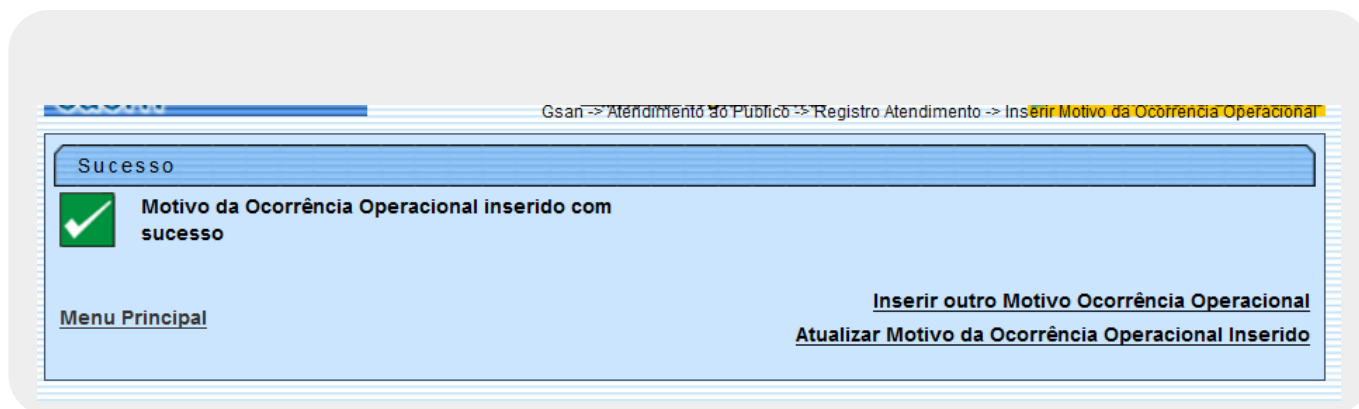 Gsan -> Atendimento ao Publico -> Registro Atendimento -> Inserir Motivo da Ocorrencia Operacional
Sucesso
Motivo da Ocorrência Operacional inserido com
sucesso
Inserir outro Motivo Ocorrência Operacional
Menu Principal
Atualizar Motivo da Ocorrência Operacional Inserido